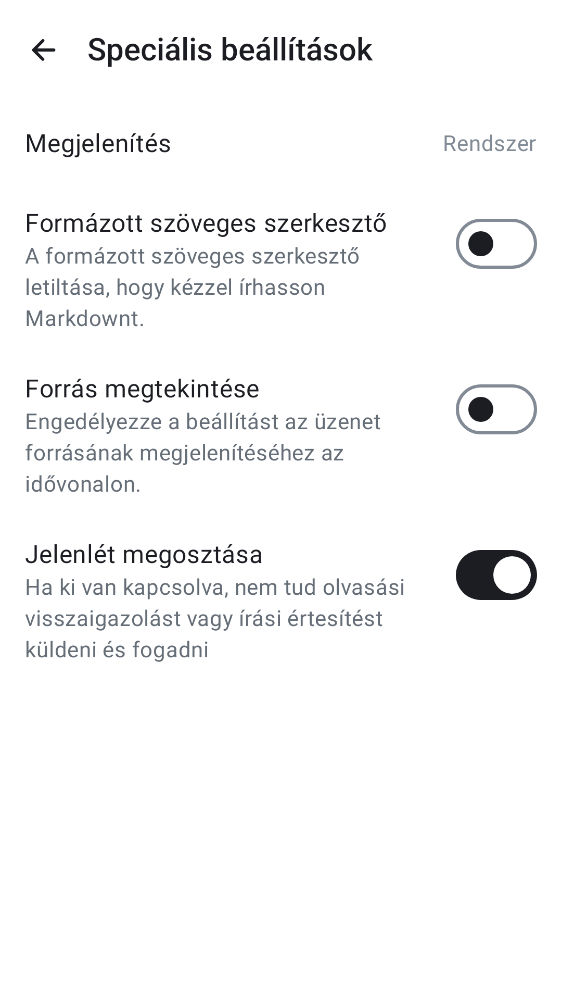 Speciális beállítások
Megjelenítés
Rendszer
Formázott szöveges szerkesztő
A formázott szöveges szerkesztő
letiltása, hogy kézzel írhasson
Markdownt.
Forrás megtekintése
Engedélyezze a beállítást az üzenet
forrásának megjelenítéséhez az
idővonalon.
Jelenlét megosztása
Ha ki van kapcsolva, nem tud olvasási
visszaigazolást vagy írási értesítést
küldeni és fogadni